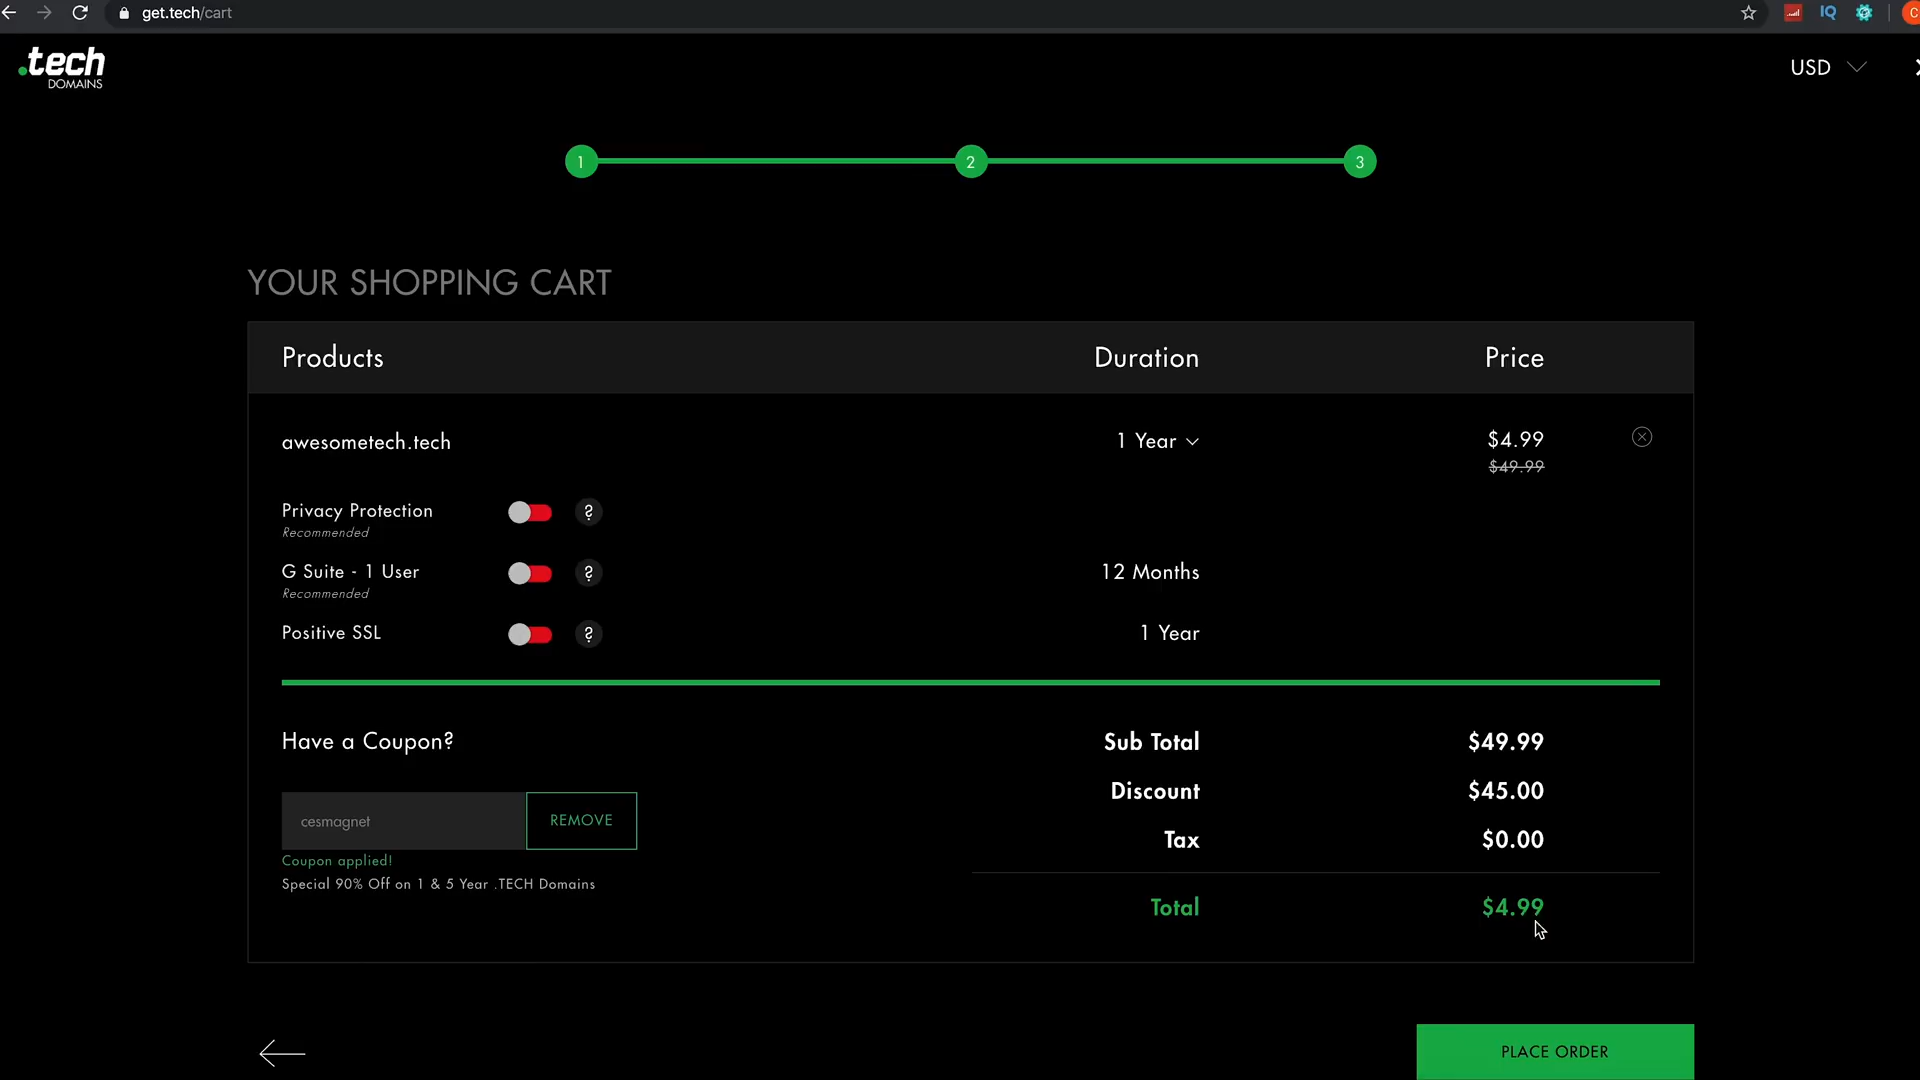 get.tech/cart
IQ
C
.tech
DOMAINS
USD
1
2
3
YOUR SHOPPING CART
Products Duration Price
awesometech.tech 1 Year $4.99
$49.99
Privacy Protection ?
Recommended
G Suite - 1 User ? 12 Months
Recommended
Positive SSL ? 1 Year
Have a Coupon? Sub Total $49.99
Discount $45.00
cesmagnet REMOVE
Tax $0.00
Coupon applied!
Special 90% Off on 1 & 5 Year .TECH Domains
Total $4.99
PLACE ORDER